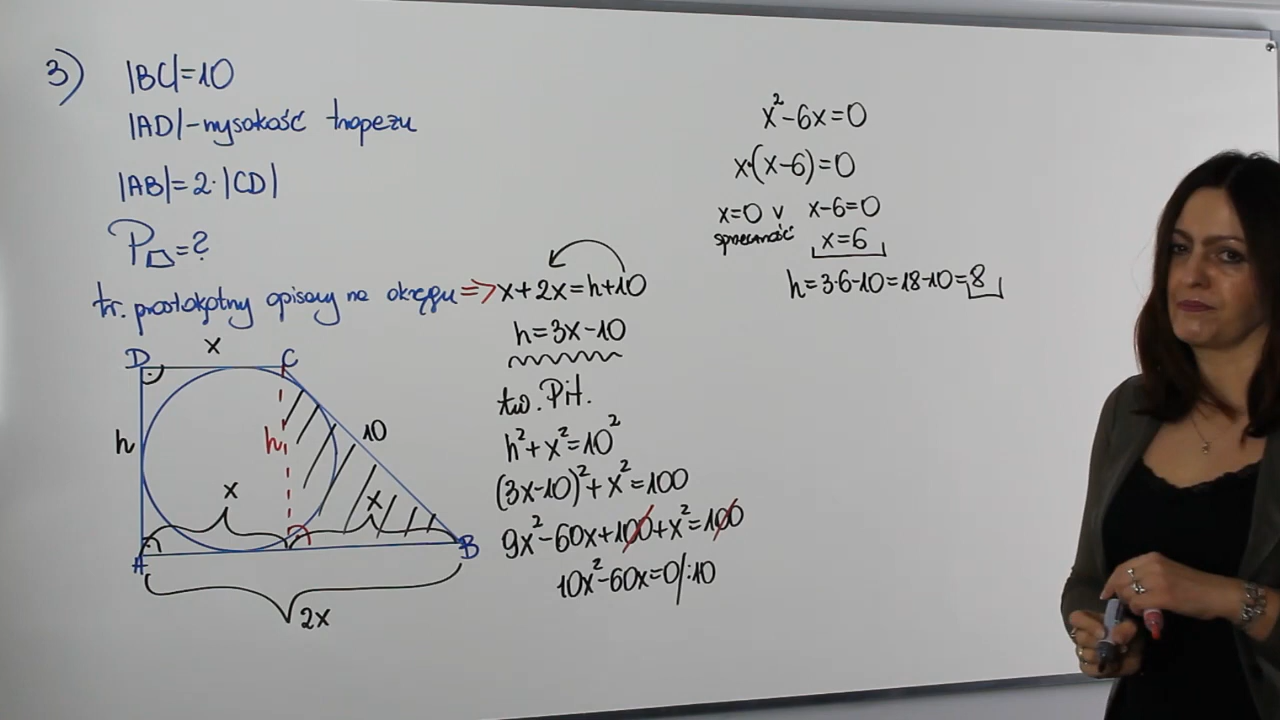 3)
|BC|=10
|AD|-wysokość trapezu
|AB|=2·|CD|
P▱=?
tr. prostokątny opisany na okręgu => x+2x=h+10
h=3x-10
tw. Pit.
h²+x²=10²
(3x-10)²+x²=100
9x²-60x+100+x²=100
10x²-60x=0/:10
x²-6x=0
x·(x-6)=0
x=0 v x-6=0
sprzeczność x=6
h=3·6-10=18-10=8
D x C
h h 10
x x
A B
2x